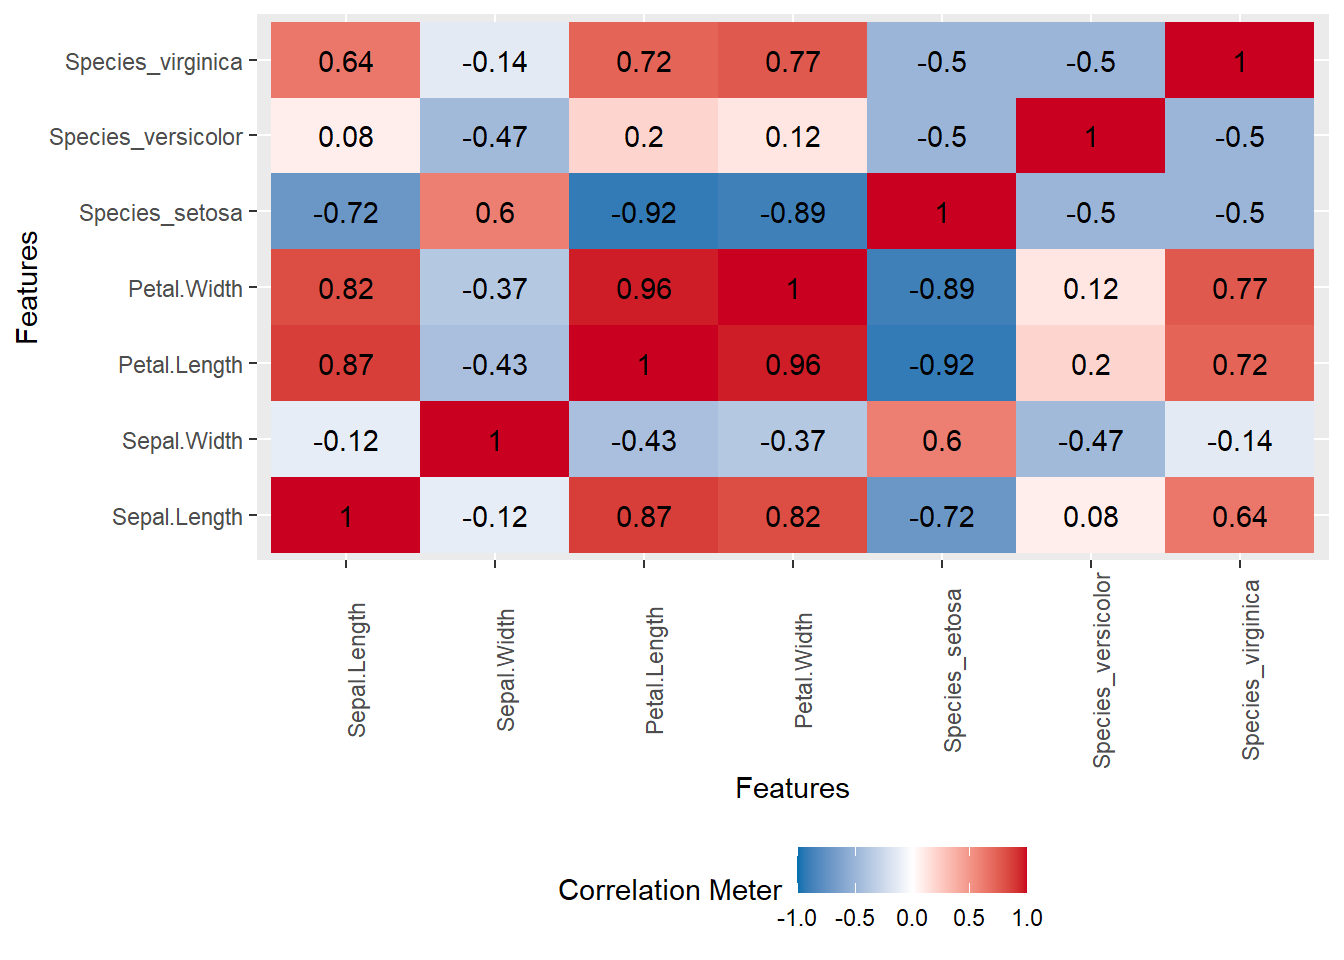 Species_virginica 0.64 -0.14 0.72 0.77 -0.5 -0.5 1
Species_versicolor 0.08 -0.47 0.2 0.12 -0.5 1 -0.5
Species_setosa -0.72 0.6 -0.92 -0.89 1 -0.5 -0.5
Petal.Width 0.82 -0.37 0.96 1 -0.89 0.12 0.77
Petal.Length 0.87 -0.43 1 0.96 -0.92 0.2 0.72
Sepal.Width -0.12 1 -0.43 -0.37 0.6 -0.47 -0.14
Sepal.Length 1 -0.12 0.87 0.82 -0.72 0.08 0.64
Features
Sepal.Length Sepal.Width Petal.Length Petal.Width Species_setosa Species_versicolor Species_virginica
Features
Correlation Meter
-1.0 -0.5 0.0 0.5 1.0